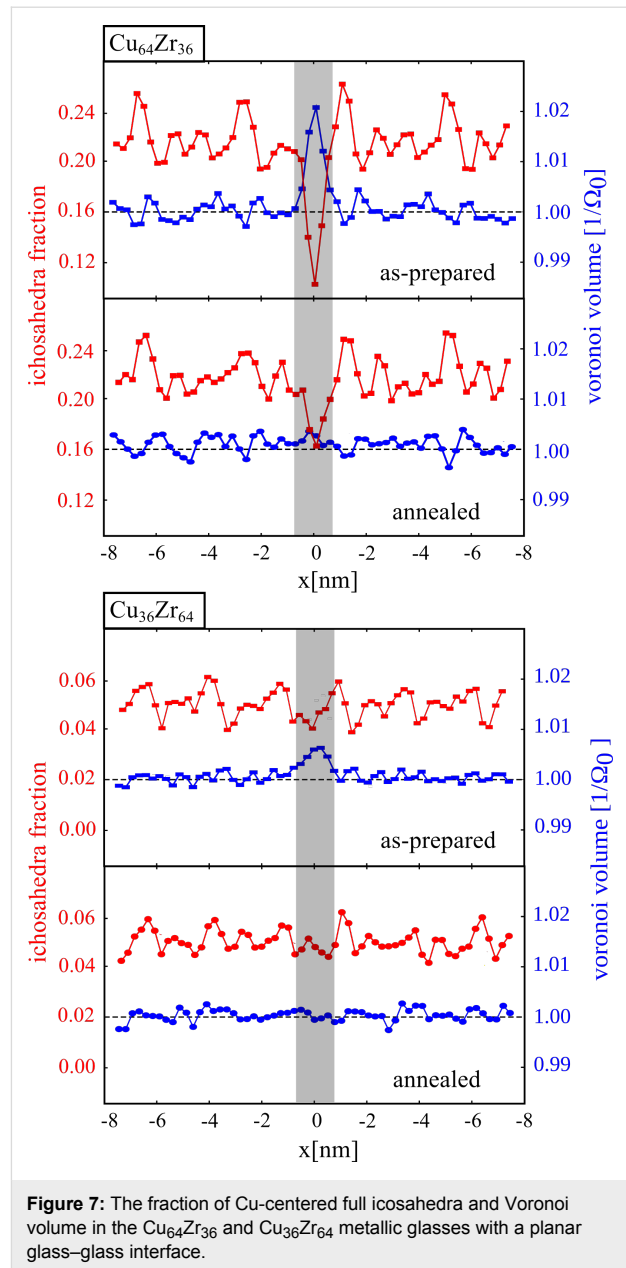 Cu₆₄Zr₃₆
0.24
0.20
0.16
0.12
1.02
1.01
1.00
0.99
as-prepared
ichosahedra fraction
voronoi volume [1/Ω0]
0.24
0.20
0.16
0.12
1.02
1.01
1.00
0.99
annealed
-8 -6 -4 -2 0 -2 -4 -6 -8
x[nm]
Cu₃₆Zr₆₄
0.06
0.04
0.02
0.00
1.02
1.01
1.00
0.99
as-prepared
ichosahedra fraction
voronoi volume [1/Ω0]
0.06
0.04
0.02
0.00
1.02
1.01
1.00
0.99
annealed
-8 -6 -4 -2 0 -2 -4 -6 -8
x[nm]
Figure 7: The fraction of Cu-centered full icosahedra and Voronoi
volume in the Cu₆₄Zr₃₆ and Cu₃₆Zr₆₄ metallic glasses with a planar
glass–glass interface.